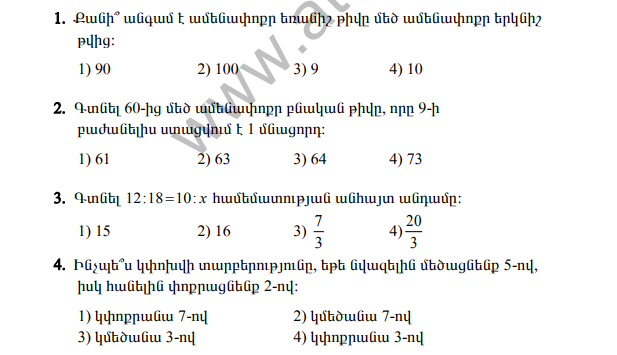 1. Քանի՞ անգամ է ամենափոքր եռանիշ թիվը մեծ ամենափոքր երկնիշ
թվից:
1) 90 2) 100 3) 9 4) 10
2. Գտնել 60-ից մեծ ամենափոքր բնական թիվը, որը 9-ի
բաժանելիս ստացվում է 1 մնացորդ:
1) 61 2) 63 3) 64 4) 73
3. Գտնել 12:18=10:x համեմատության անհայտ անդամը:
1) 15 2) 16 3) 7/3 4) 20/3
4. Ինչպե՞ս կփոխվի տարբերությունը, եթե նվազելին մեծացնենք 5-ով,
իսկ հանելին փոքրացնենք 2-ով:
1) կփոքրանա 7-ով 2) կմեծանա 7-ով
3) կմեծանա 3-ով 4) կփոքրանա 3-ով
www.a